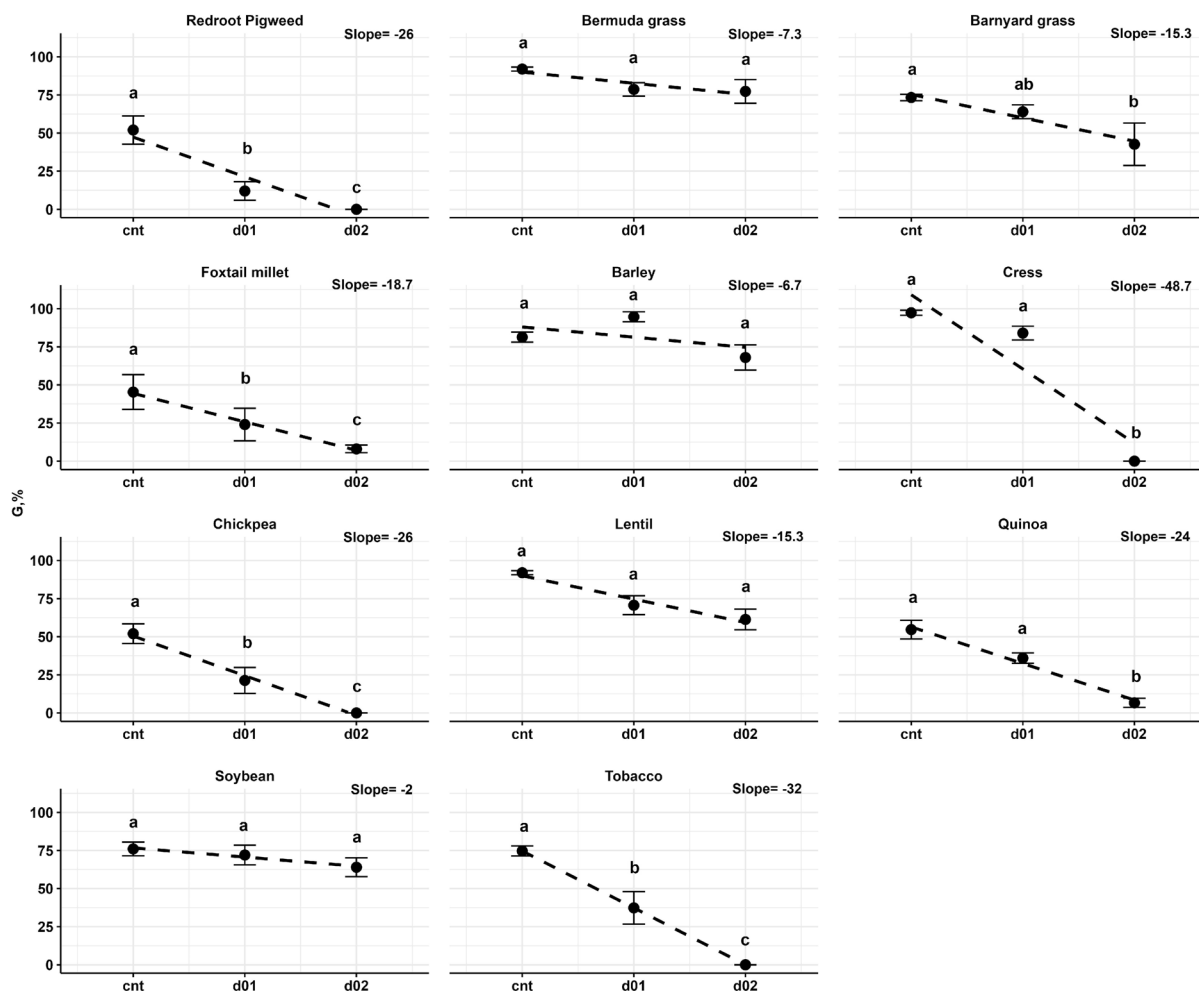 Redroot Pigweed
Slope= -26
100
75
50
25
0
a
b
c
cnt
d01
d02
Bermuda grass
Slope= -7.3
a
a
a
cnt
d01
d02
Barnyard grass
Slope= -15.3
a
ab
b
cnt
d01
d02
Foxtail millet
Slope= -18.7
100
75
50
25
0
a
b
c
cnt
d01
d02
Barley
Slope= -6.7
a
a
a
cnt
d01
d02
Cress
Slope= -48.7
a
a
b
cnt
d01
d02
G,%
Chickpea
Slope= -26
100
75
50
25
0
a
b
c
cnt
d01
d02
Lentil
Slope= -15.3
a
a
a
cnt
d01
d02
Quinoa
Slope= -24
a
a
b
cnt
d01
d02
Soybean
Slope= -2
100
75
50
25
0
a
a
a
cnt
d01
d02
Tobacco
Slope= -32
a
b
c
cnt
d01
d02